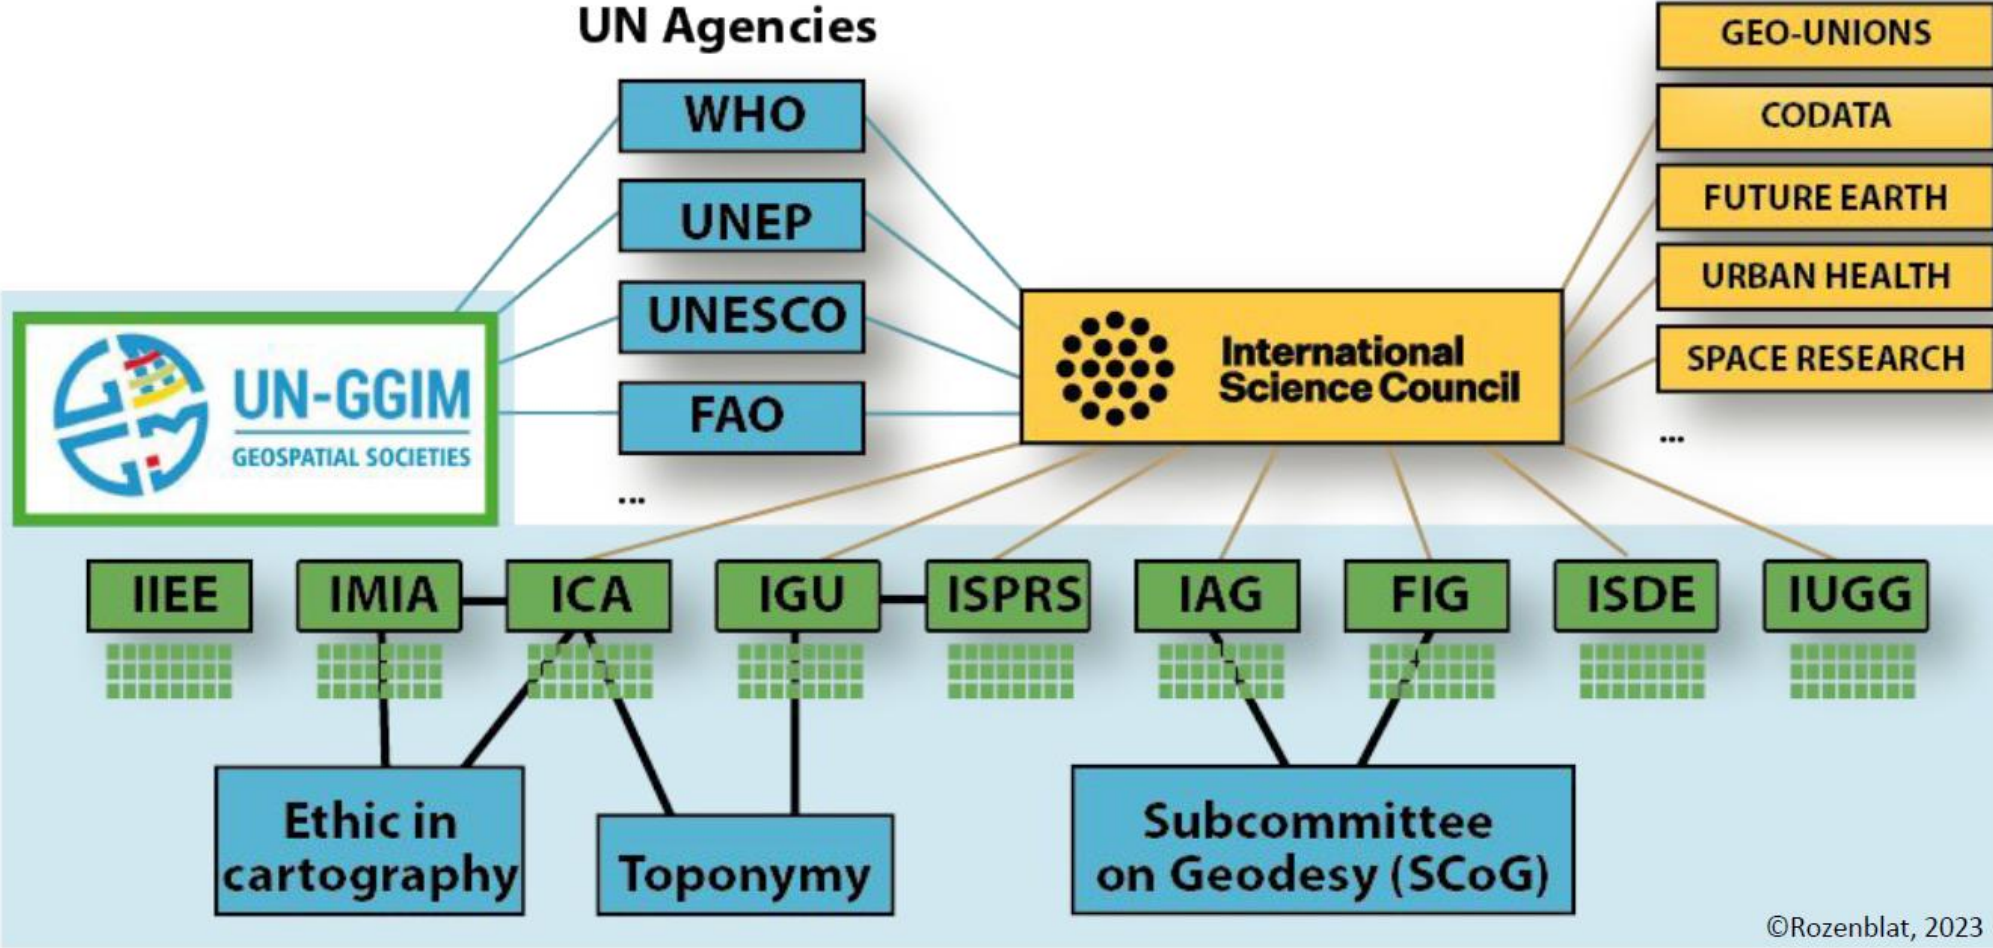 UN Agencies
WHO
UNEP
UNESCO
FAO
...
GEO-UNIONS
CODATA
FUTURE EARTH
URBAN HEALTH
SPACE RESEARCH
...
UN-GGIM
GEOSPATIAL SOCIETIES
International
Science Council
IIEE
IMIA
ICA
IGU
ISPRS
IAG
FIG
ISDE
IUGG
Ethic in
cartography
Toponymy
Subcommittee
on Geodesy (SCoG)
©Rozenblat, 2023